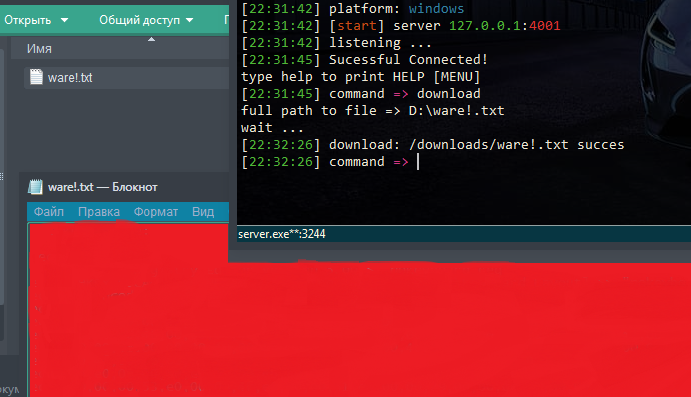 Открыть Общий доступ
Имя
ware!.txt
[22:31:42] platform: windows
[22:31:42] [start] server 127.0.0.1:4001
[22:31:42] listening ...
[22:31:45] Sucessful Connected!
type help to print HELP [MENU]
[22:31:45] command => download
full path to file => D:\ware!.txt
wait ...
[22:32:26] download: /downloads/ware!.txt succes
[22:32:26] command =>
server.exe**:3244
ware!.txt — Блокнот
Файл Правка Формат Вид